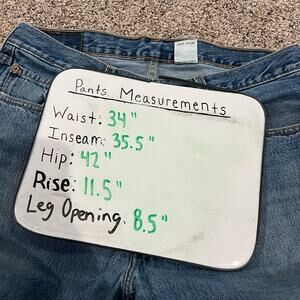 Pants Measurements
Waist: 34"
Inseam: 35.5"
Hip: 42"
Rise: 11.5"
Leg Opening: 8.5"